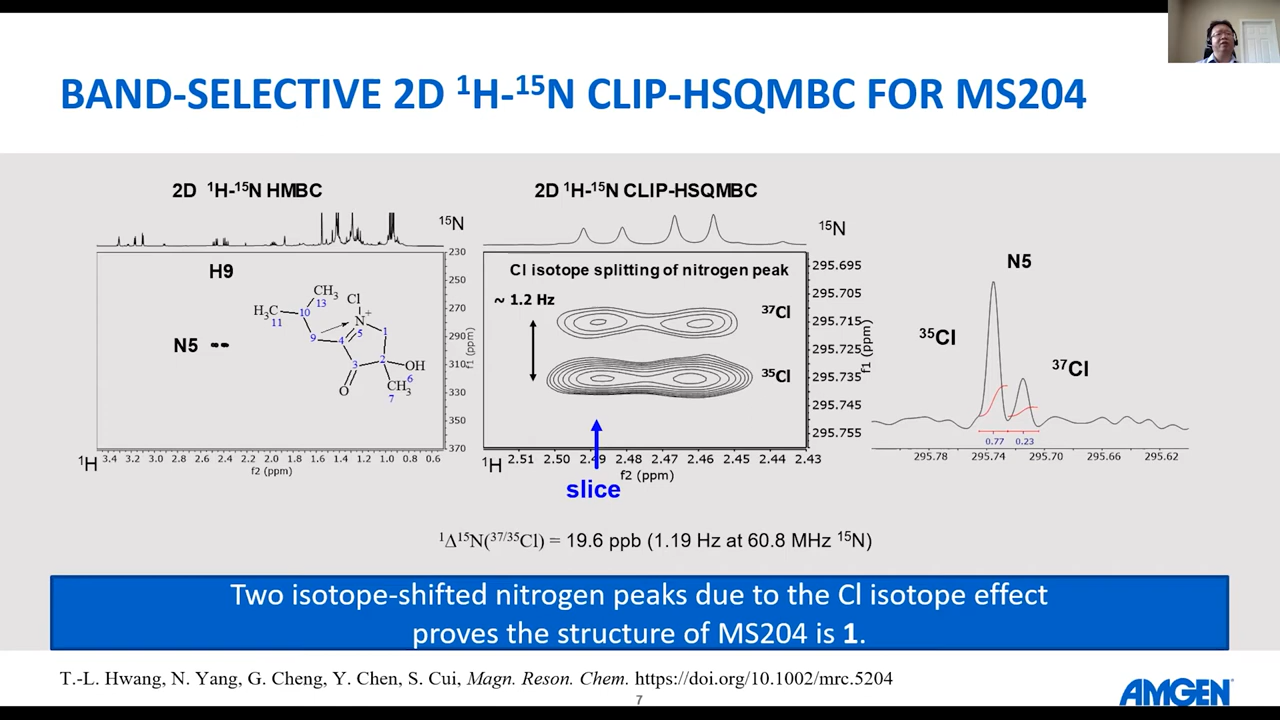 BAND-SELECTIVE 2D ¹H-¹⁵N CLIP-HSQMBC FOR MS204
2D ¹H-¹⁵N HMBC
¹⁵N
H9
N5
CH₃
13
H₃C
11
10
Cl
N
+
5
9
4
1
3
2
OH
6
CH₃
7
O
230
250
270
290
310
330
350
370
f1 (ppm)
¹H
3.4 3.2 3.0 2.8 2.6 2.4 2.2 2.0 1.8 1.6 1.4 1.2 1.0 0.8 0.6
f2 (ppm)
2D ¹H-¹⁵N CLIP-HSQMBC
¹⁵N
Cl isotope splitting of nitrogen peak
~ 1.2 Hz
³⁷Cl
³⁵Cl
295.695
295.705
295.715
295.725
295.735
295.745
295.755
f1 (ppm)
¹H
2.51 2.50 2.49 2.48 2.47 2.46 2.45 2.44 2.43
f2 (ppm)
slice
N5
³⁵Cl
³⁷Cl
0.77 0.23
295.78 295.74 295.70 295.66 295.62
¹Δ¹⁵N(³⁷/³⁵Cl) = 19.6 ppb (1.19 Hz at 60.8 MHz ¹⁵N)
Two isotope-shifted nitrogen peaks due to the Cl isotope effect
proves the structure of MS204 is 1.
T.-L. Hwang, N. Yang, G. Cheng, Y. Chen, S. Cui, Magn. Reson. Chem. https://doi.org/10.1002/mrc.5204
7
AMGEN